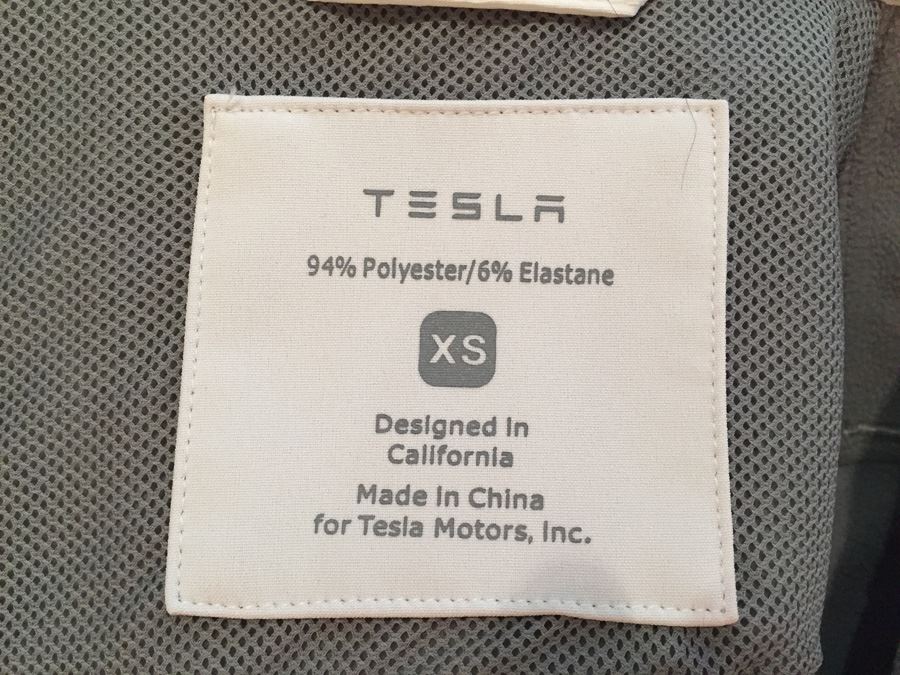 TESLA
94% Polyester/6% Elastane
XS
Designed in
California
Made in China
for Tesla Motors, Inc.